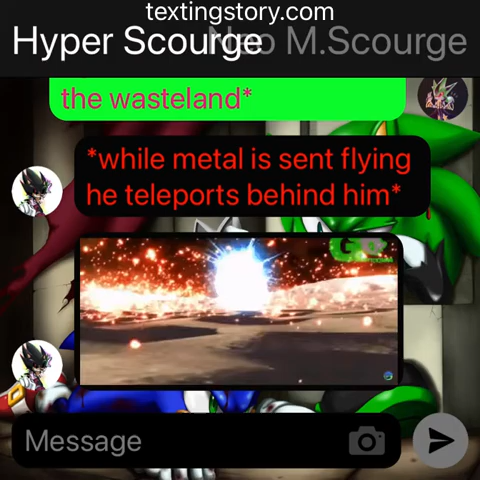 textingstory.com
Hyper Scourge Neo M.Scourge
the wasteland*
*while metal is sent flying
he teleports behind him*
Message